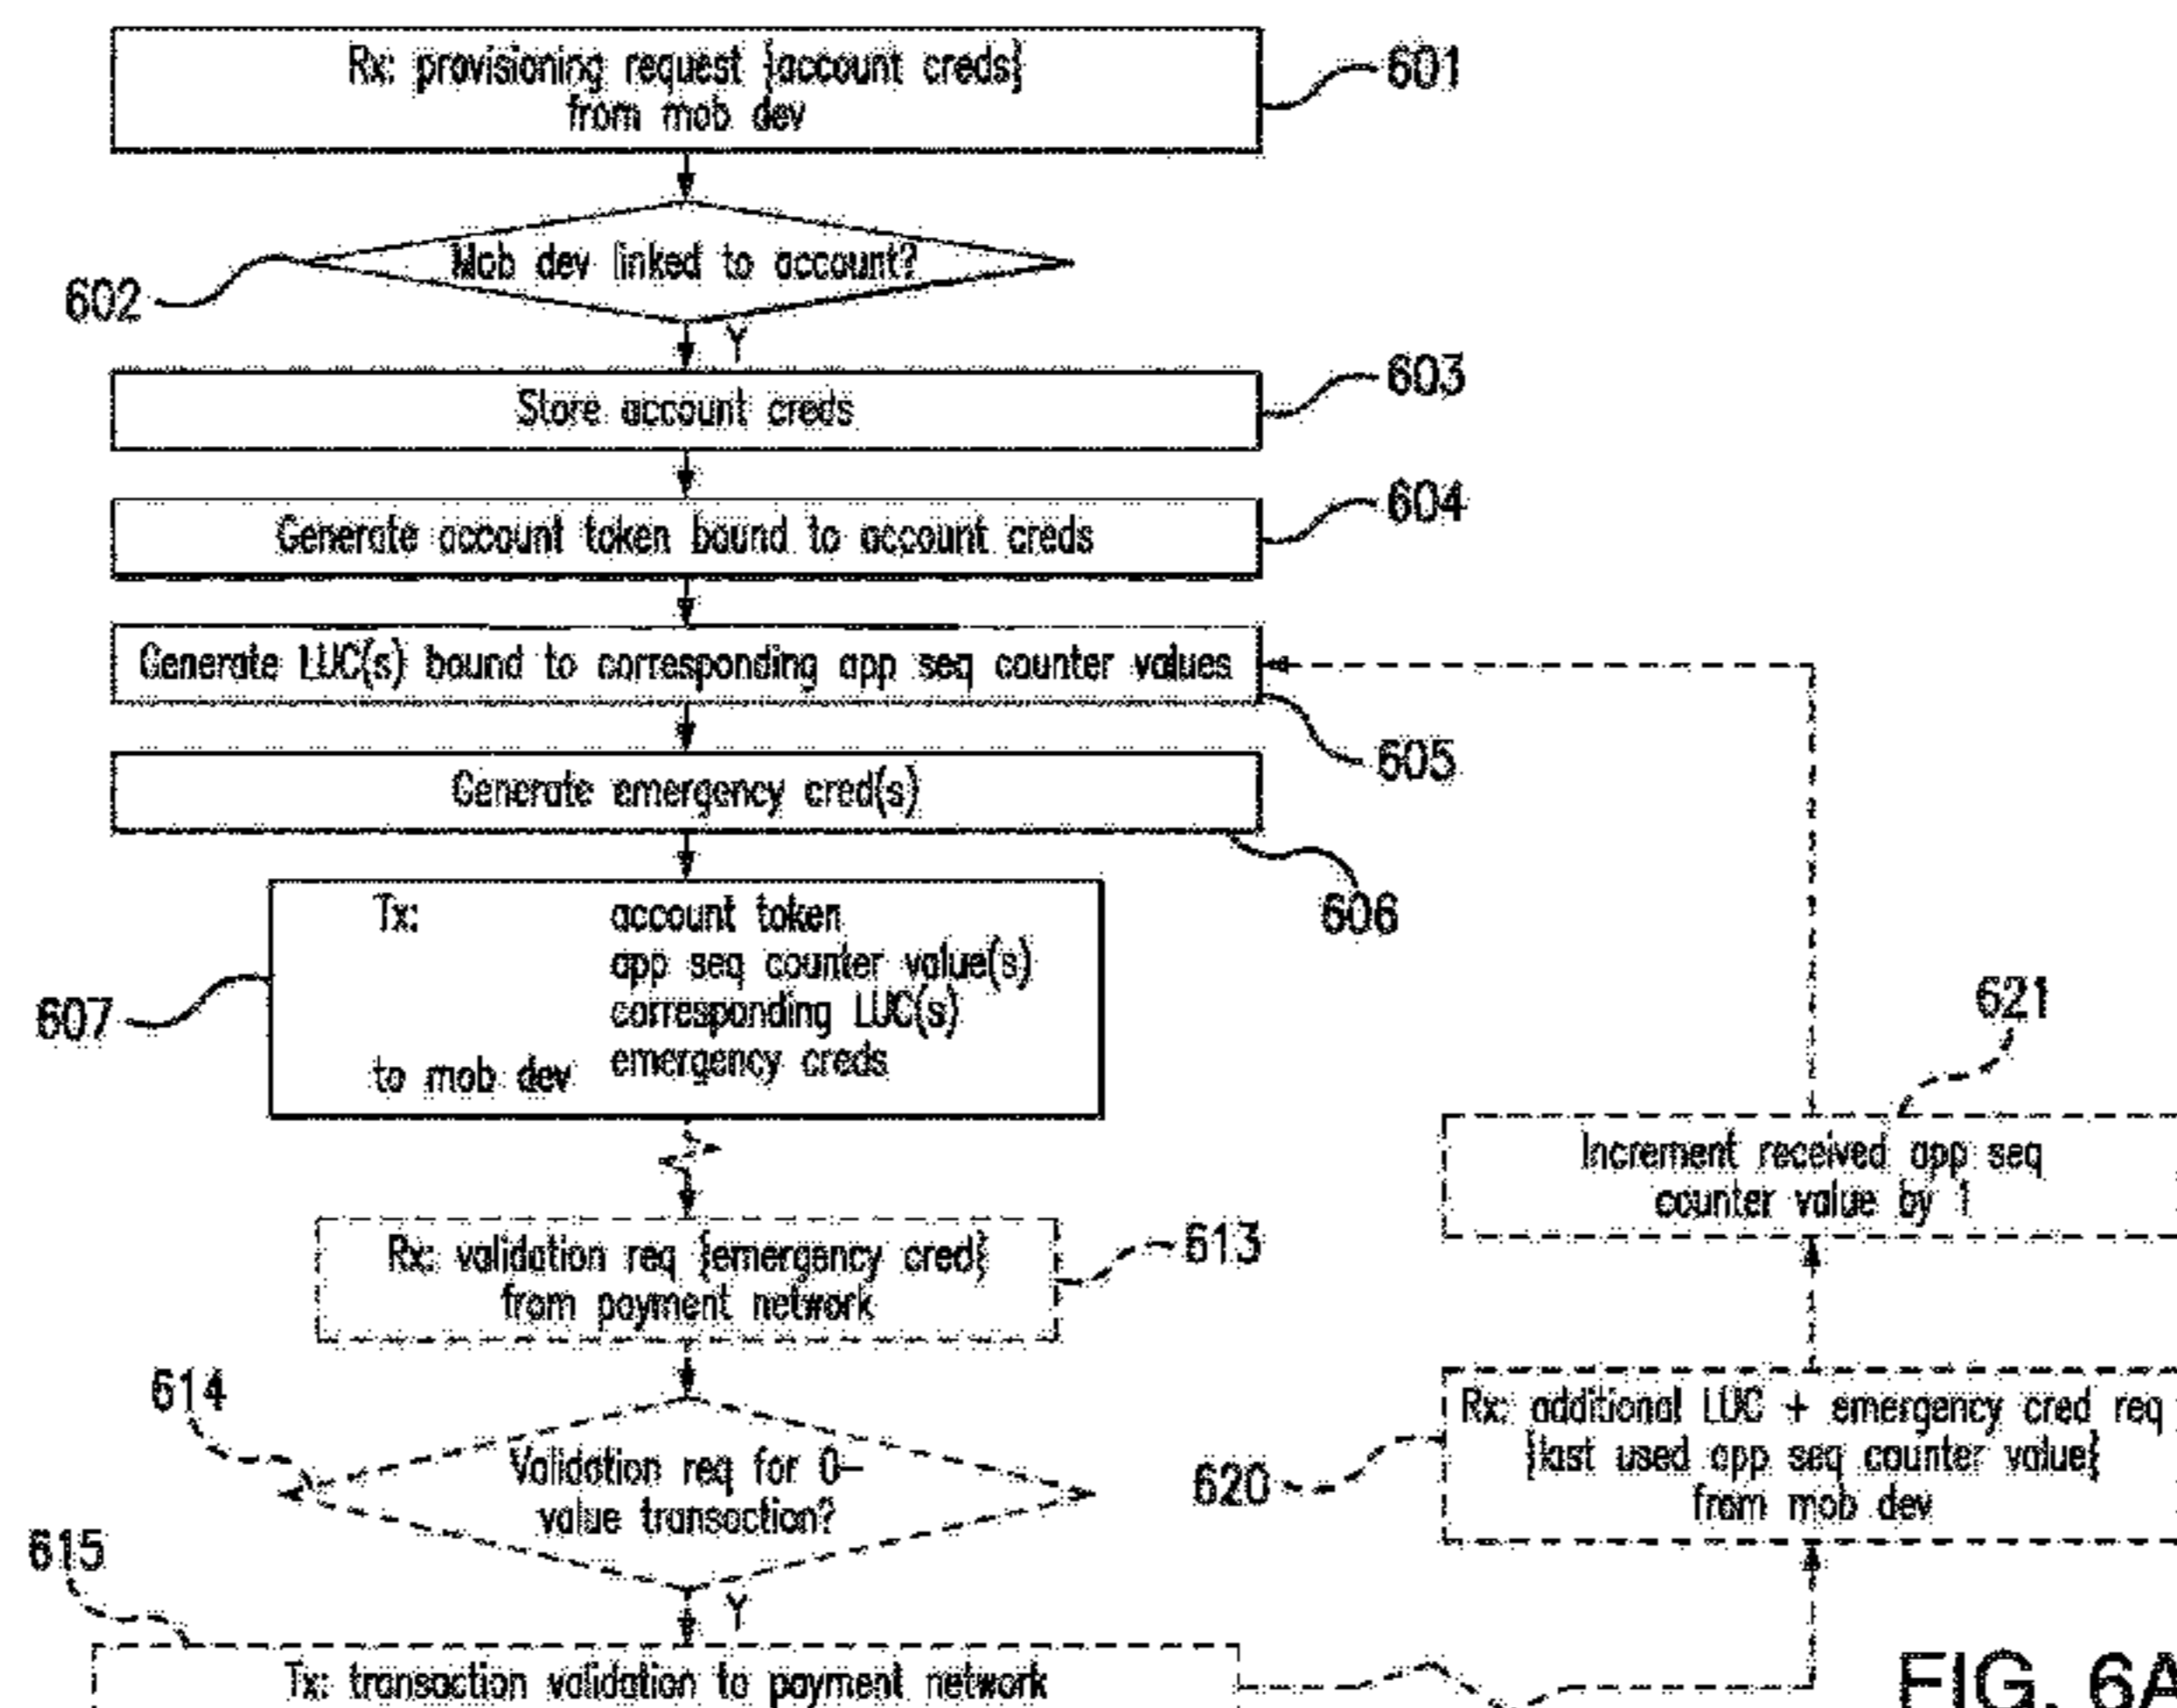 Rx: provisioning request {account creds}
from mob dev
601
Mob dev linked to account?
602
Y
Store account creds
603
Generate account token bound to account creds
604
Generate LUC(s) bound to corresponding app seq counter values
605
Generate emergency cred(s)
606
Tx: account token
app seq counter value(s)
corresponding LUC(s)
to mob dev emergency creds
607
621
Increment received app seq
counter value by 1
Rx: validation req {emergency cred}
from payment network
613
614
Validation req for 0-
value transaction?
Y
Rx: additional LUC + emergency cred req
{last used app seq counter value}
from mob dev
620
615
Tx: transaction validation to payment network
FIG. 6A